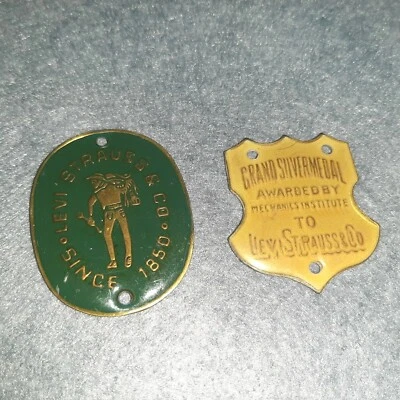 • LEVI STRAUSS & CO •
SINCE 1850
GRAND SILVER MEDAL
AWARDED BY
MECHANICS INSTITUTE
TO
LEVI STRAUSS & CO